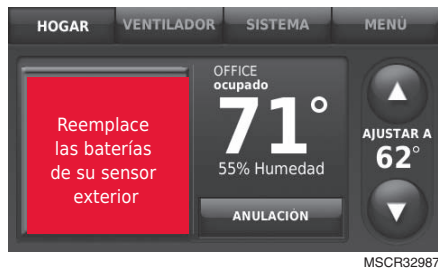 HOGAR
VENTILADOR
SISTEMA
MENÚ
Reemplace
las baterías
de su sensor
exterior
OFFICE
ocupado
71°
55% Humedad
ANULACIÓN
AJUSTAR A
62°
MSCR32987